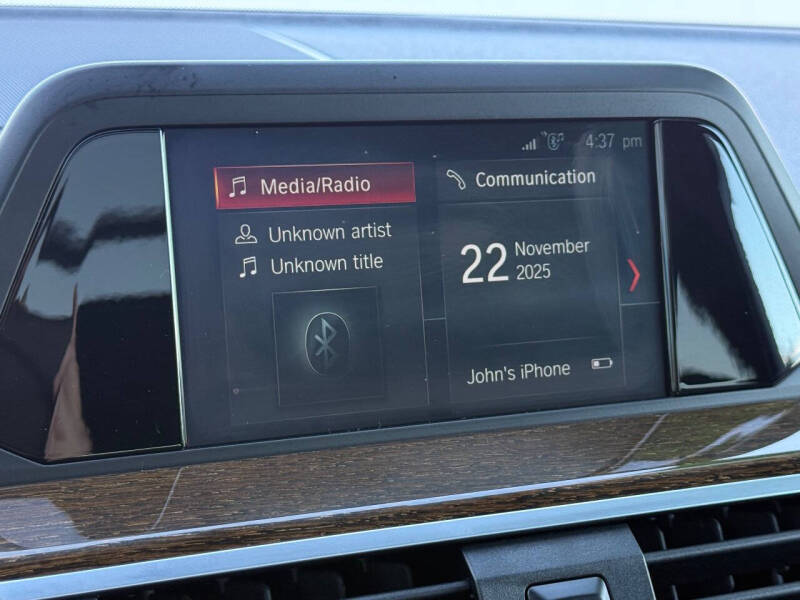 4:37 pm
Media/Radio
Unknown artist
Unknown title
Communication
22 November
2025
John's iPhone